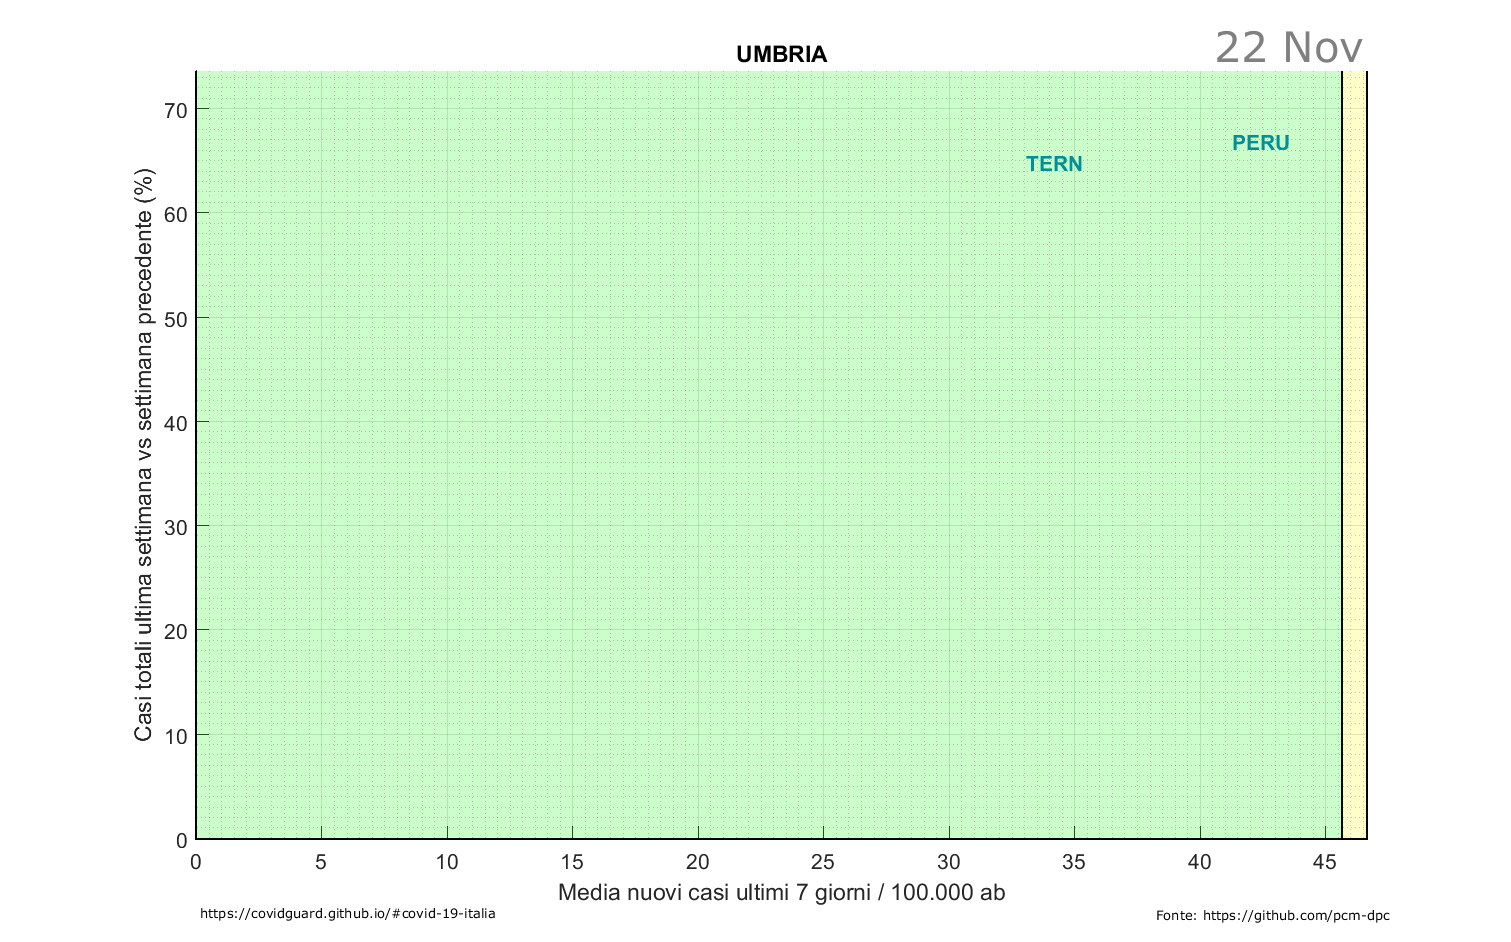 UMBRIA
22 Nov
70
60
50
40
30
20
10
0
Casi totali ultima settimana vs settimana precedente (%)
PERU
TERN
0 5 10 15 20 25 30 35 40 45
Media nuovi casi ultimi 7 giorni / 100.000 ab
https://covidguard.github.io/#covid-19-italia
Fonte: https://github.com/pcm-dpc